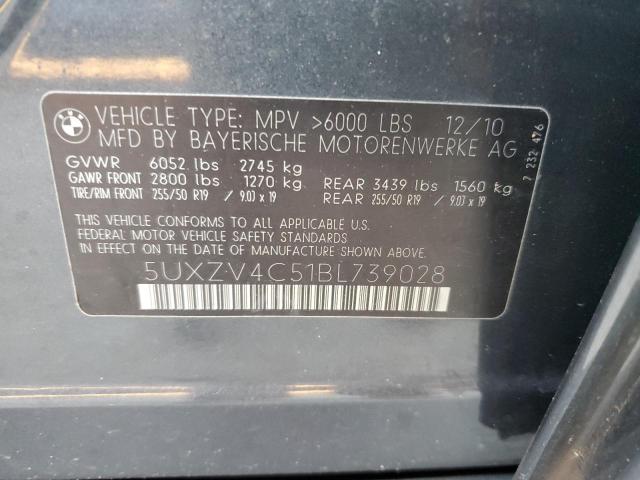 BMW
VEHICLE TYPE: MPV >6000 LBS 12/10
MFD BY BAYERISCHE MOTORENWERKE AG
GVWR 6052 lbs 2745 kg
GAWR FRONT 2800 lbs 1270 kg REAR 3439 lbs 1560 kg
TIRE/RIM FRONT 255/50 R19 / 9.0J x 19 REAR 255/50 R19 / 9.0J x 19
THIS VEHICLE CONFORMS TO ALL APPLICABLE U.S.
FEDERAL MOTOR VEHICLE SAFETY STANDARDS
IN EFFECT ON THE DATE OF MANUFACTURE SHOWN ABOVE.
5UXZV4C51BL739028
7 232 476